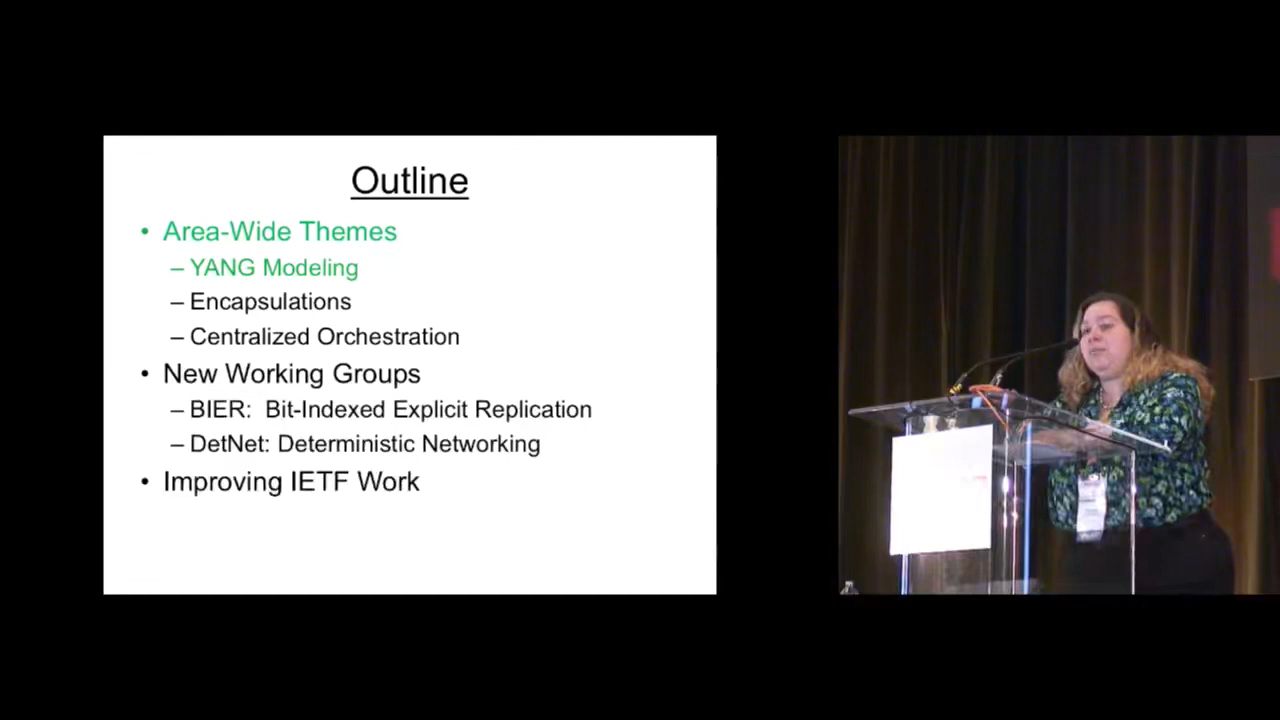 Outline
• Area-Wide Themes
– YANG Modeling
– Encapsulations
– Centralized Orchestration
• New Working Groups
– BIER: Bit-Indexed Explicit Replication
– DetNet: Deterministic Networking
• Improving IETF Work